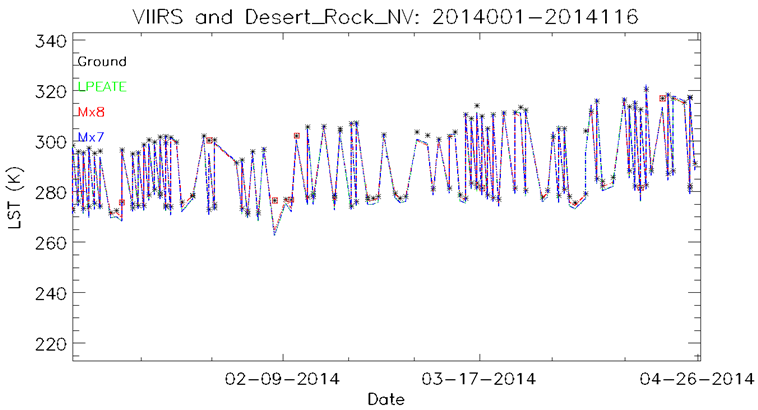 VIIRS and Desert_Rock_NV: 2014001-2014116
340
Ground
LPEATE
320
Mx8
Mx7
300
280
260
240
220
LST (K)
02-09-2014 03-17-2014 04-26-2014
Date